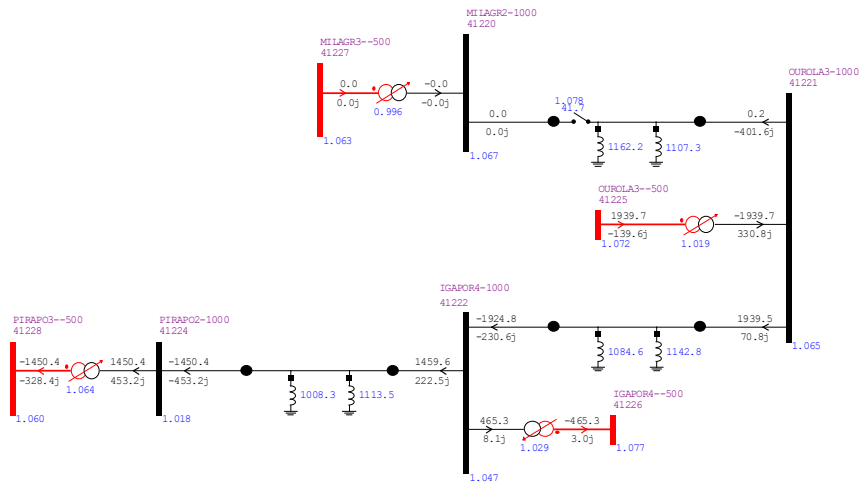 MILAGR2-1000
41220
MILAGR3--500
41227
0.0
0.0j
-0.0
-0.0j
0.996
1.063
1.067
OUROLA3-1000
41221
0.0
0.0j
1.078
41.7
1162.2
1107.3
0.2
-401.6j
OUROLA3--500
41225
1939.7
-139.6j
-1939.7
330.8j
1.072
1.019
IGAPOR4-1000
41222
-1924.8
-230.6j
1939.5
70.8j
1084.6
1142.8
1.065
PIRAPO3--500
41228
PIRAPO2-1000
41224
-1450.4
-328.4j
1450.4
453.2j
-1450.4
-453.2j
1459.6
222.5j
1.064
1008.3
1113.5
1.060
1.018
IGAPOR4--500
41226
465.3
8.1j
-465.3
3.0j
1.029
1.077
1.047